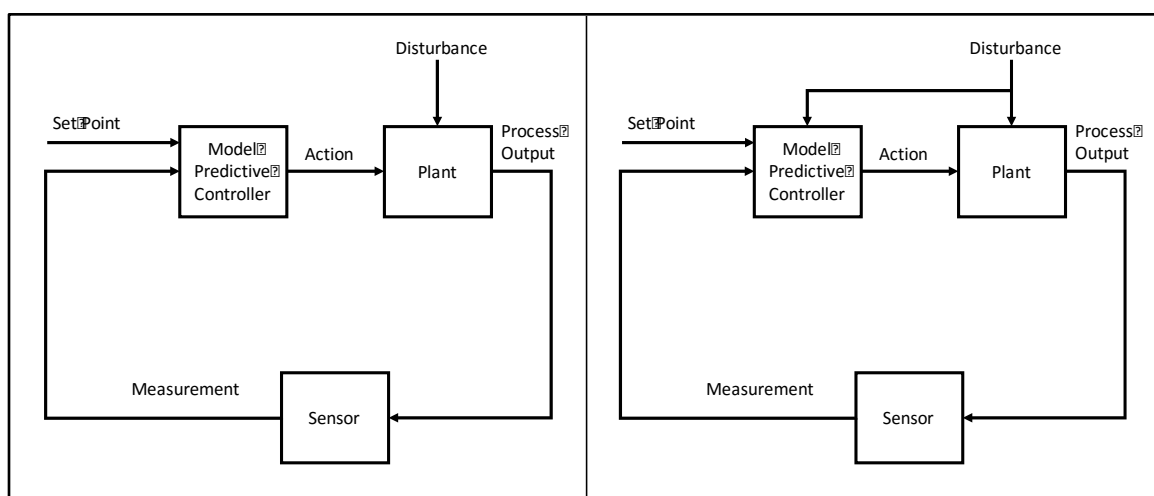 Disturbance
Set⍰Point
Model⍰
Predictive⍰
Controller
Action
Plant
Process⍰
Output
Measurement
Sensor
Disturbance
Set⍰Point
Model⍰
Predictive⍰
Controller
Action
Plant
Process⍰
Output
Measurement
Sensor